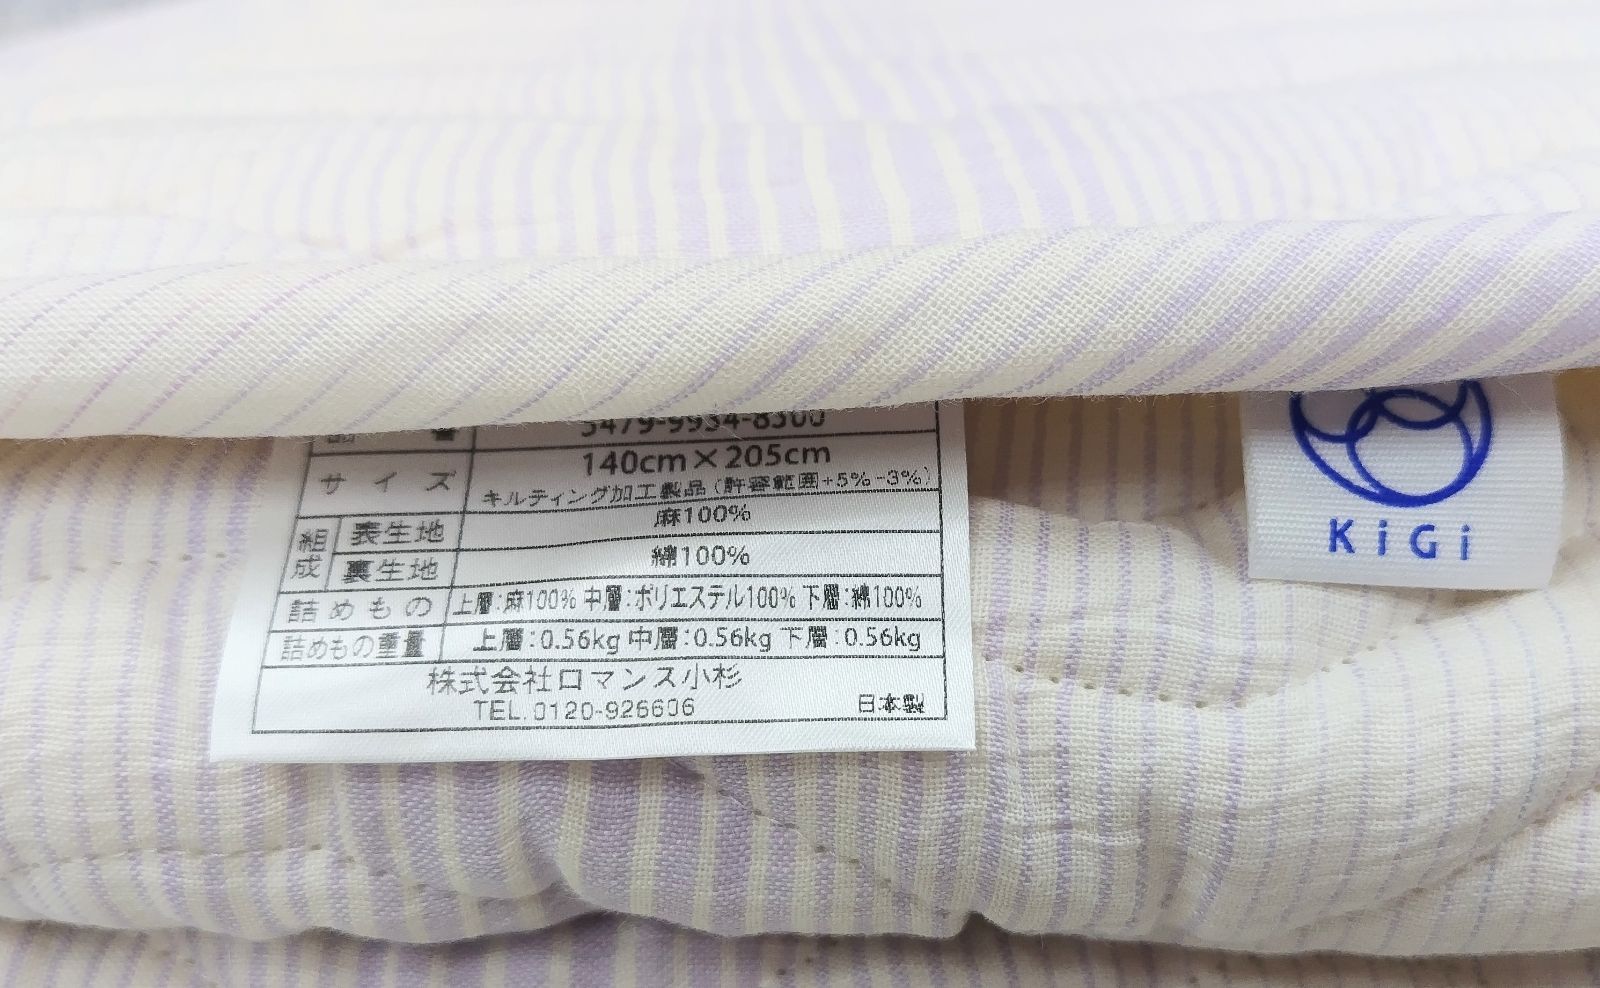 品 番 5479-9934-8300
サイズ 140cm×205cm
キルティング加工製品(許容範囲+5%-3%)
組成 表生地 麻100%
裏生地 綿100%
詰めもの 上層:麻100% 中層:ポリエステル100% 下層:綿100%
詰めもの重量 上層:0.56kg 中層:0.56kg 下層:0.56kg
株式会社ロマンス小杉
TEL.0120-926606
日本製
KiGi